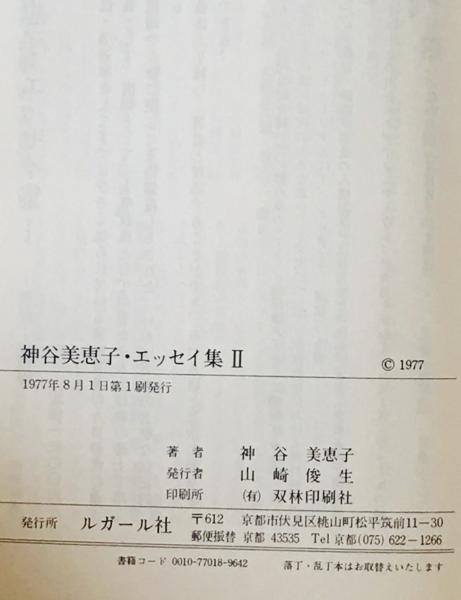 神谷美恵子・エッセイ集 II
© 1977
1977年8月1日第1刷発行
著者 神谷美恵子
発行者 山崎俊生
印刷所 (有) 双林印刷社
発行所 ルガール社 〒612 京都市伏見区桃山町松平筑前11-30
郵便振替 京都 43535 Tel 京都(075) 622-1266
書籍コード 0010-77018-9642 落丁・乱丁本はお取替えいたします